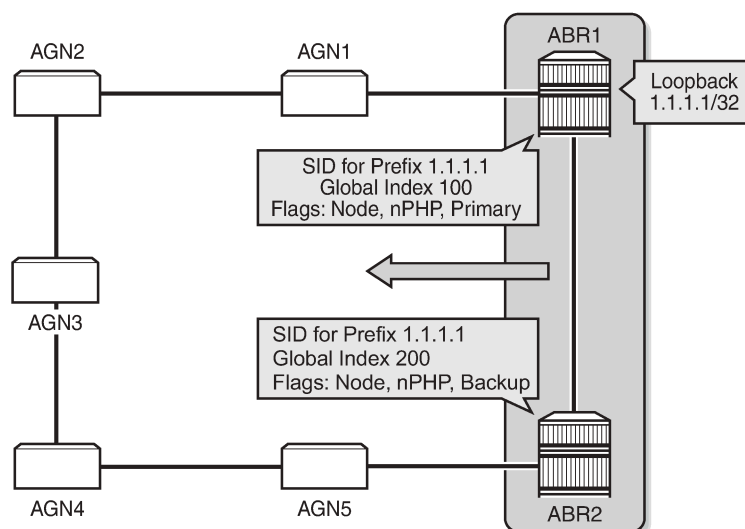 ABR1
AGN2
AGN1
Loopback
1.1.1.1/32
SID for Prefix 1.1.1.1
Global Index 100
Flags: Node, nPHP, Primary
AGN3
SID for Prefix 1.1.1.1
Global Index 200
Flags: Node, nPHP, Backup
AGN4
AGN5
ABR2